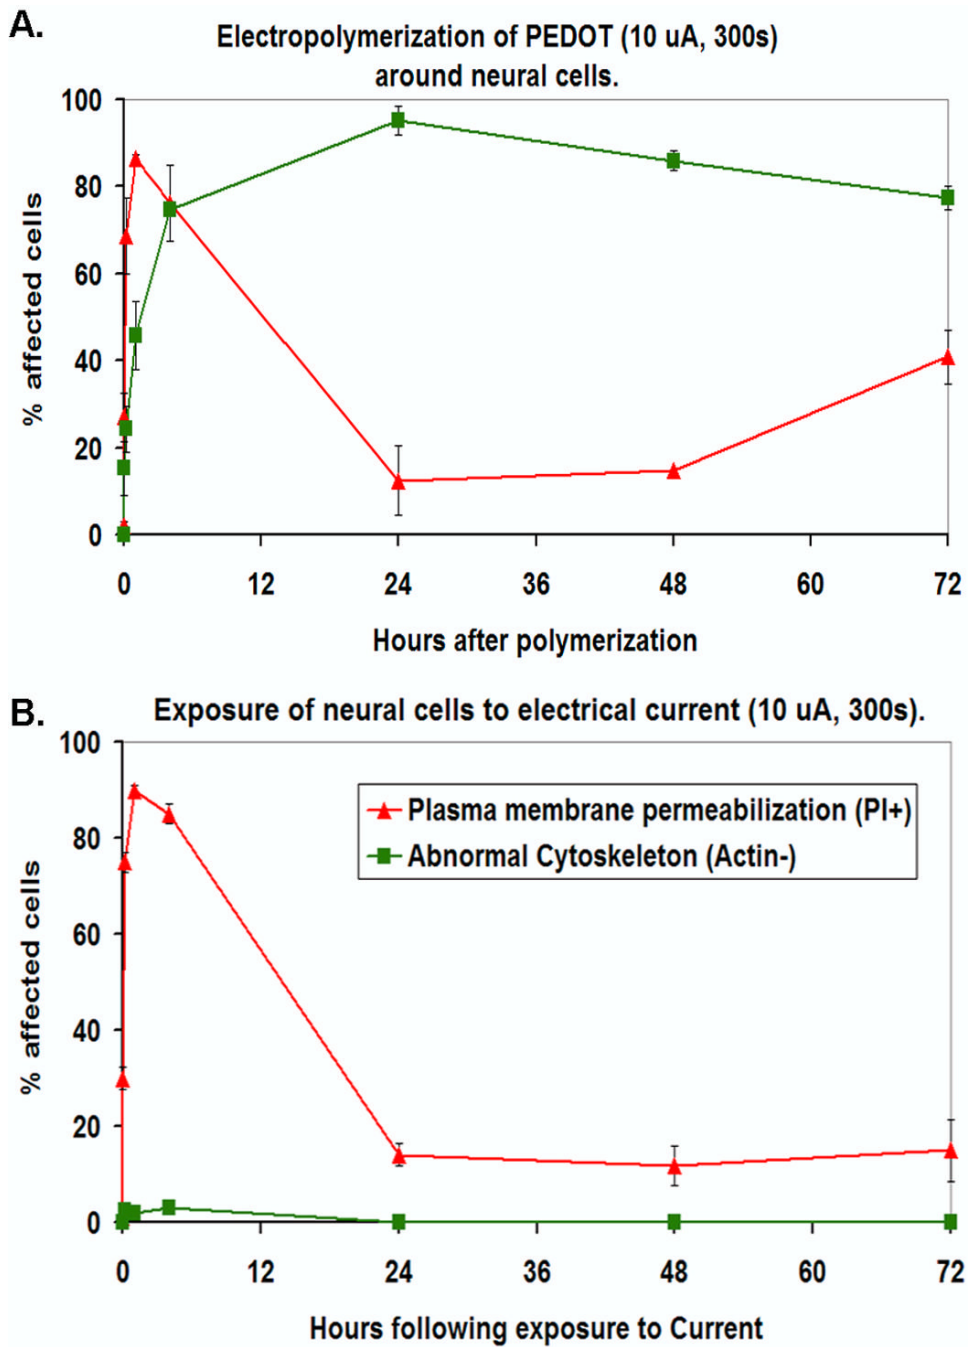 A.
Electropolymerization of PEDOT (10 uA, 300s)
around neural cells.
100
80
60
40
20
0
% affected cells
0 12 24 36 48 60 72
Hours after polymerization
B.
Exposure of neural cells to electrical current (10 uA, 300s).
100
80
60
40
20
0
% affected cells
Plasma membrane permeabilization (PI+)
Abnormal Cytoskeleton (Actin-)
0 12 24 36 48 60 72
Hours following exposure to Current